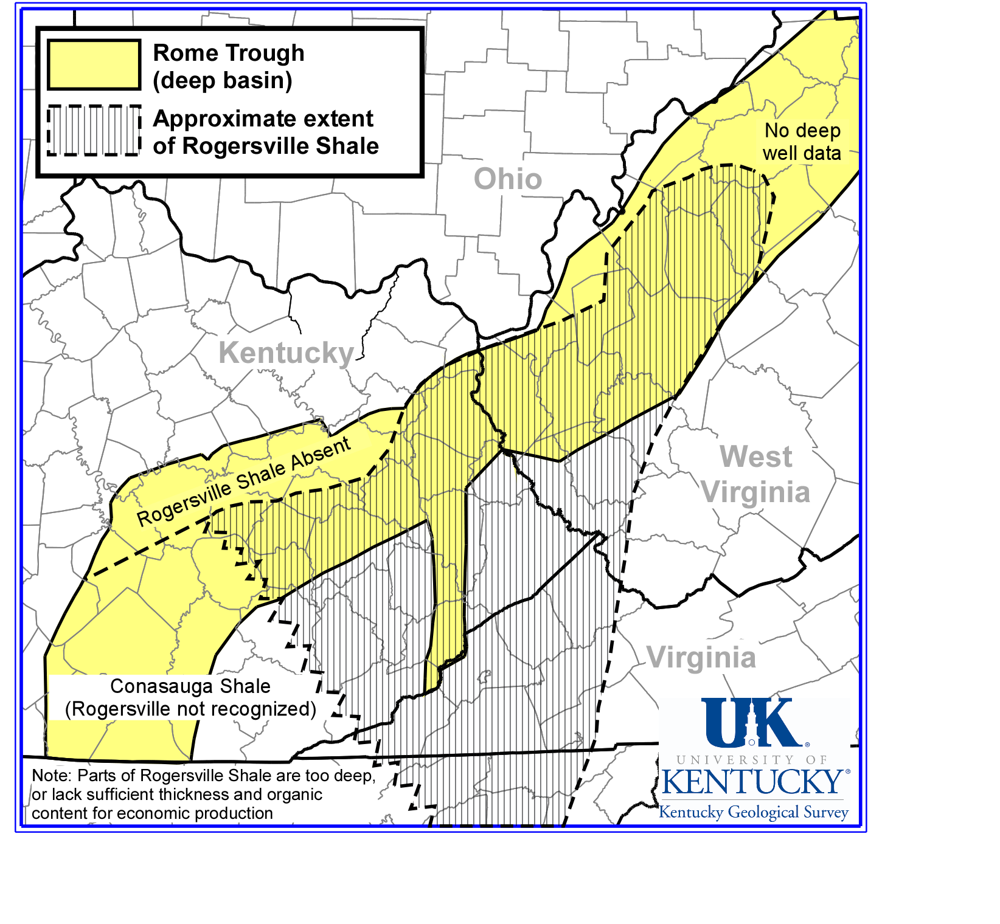 Rome Trough
(deep basin)
Approximate extent
of Rogersville Shale
No deep
well data
Ohio
Kentucky
Rogersville Shale Absent
West
Virginia
Virginia
Conasauga Shale
(Rogersville not recognized)
UK®
UNIVERSITY OF
KENTUCKY®
Kentucky Geological Survey
Note: Parts of Rogersville Shale are too deep,
or lack sufficient thickness and organic
content for economic production